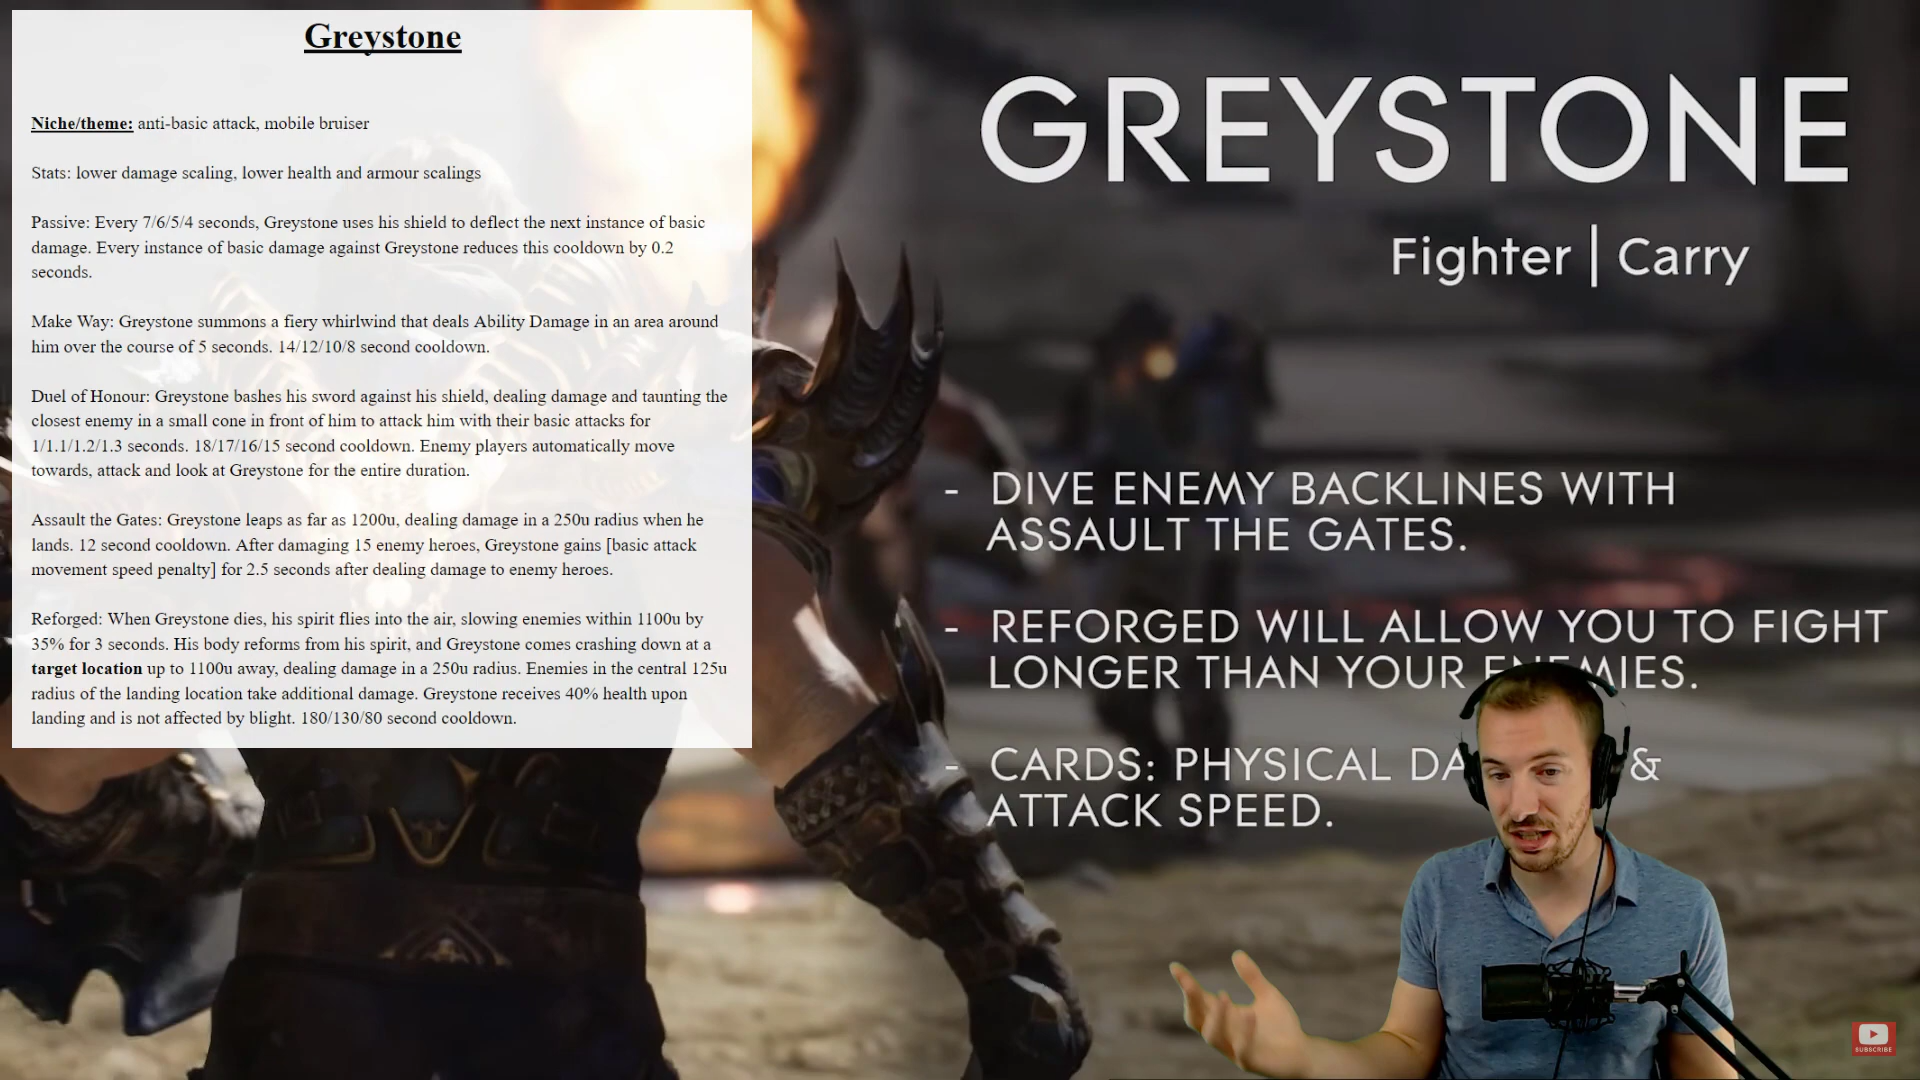 Greystone
Niche/theme: anti-basic attack, mobile bruiser
Stats: lower damage scaling, lower health and armour scalings
Passive: Every 7/6/5/4 seconds, Greystone uses his shield to deflect the next instance of basic
damage. Every instance of basic damage against Greystone reduces this cooldown by 0.2
seconds.
Make Way: Greystone summons a fiery whirlwind that deals Ability Damage in an area around
him over the course of 5 seconds. 14/12/10/8 second cooldown.
Duel of Honour: Greystone bashes his sword against his shield, dealing damage and taunting the
closest enemy in a small cone in front of him to attack him with their basic attacks for
1/1.1/1.2/1.3 seconds. 18/17/16/15 second cooldown. Enemy players automatically move
towards, attack and look at Greystone for the entire duration.
Assault the Gates: Greystone leaps as far as 1200u, dealing damage in a 250u radius when he
lands. 12 second cooldown. After damaging 15 enemy heroes, Greystone gains [basic attack
movement speed penalty] for 2.5 seconds after dealing damage to enemy heroes.
Reforged: When Greystone dies, his spirit flies into the air, slowing enemies within 1100u by
35% for 3 seconds. His body reforms from his spirit, and Greystone comes crashing down at a
target location up to 1100u away, dealing damage in a 250u radius. Enemies in the central 125u
radius of the landing location take additional damage. Greystone receives 40% health upon
landing and is not affected by blight. 180/130/80 second cooldown.
GREYSTONE
Fighter | Carry
- DIVE ENEMY BACKLINES WITH
ASSAULT THE GATES.
- REFORGED WILL ALLOW YOU TO FIGHT
LONGER THAN YOUR ENEMIES.
- CARDS: PHYSICAL DA &
ATTACK SPEED.
SUBSCRIBE